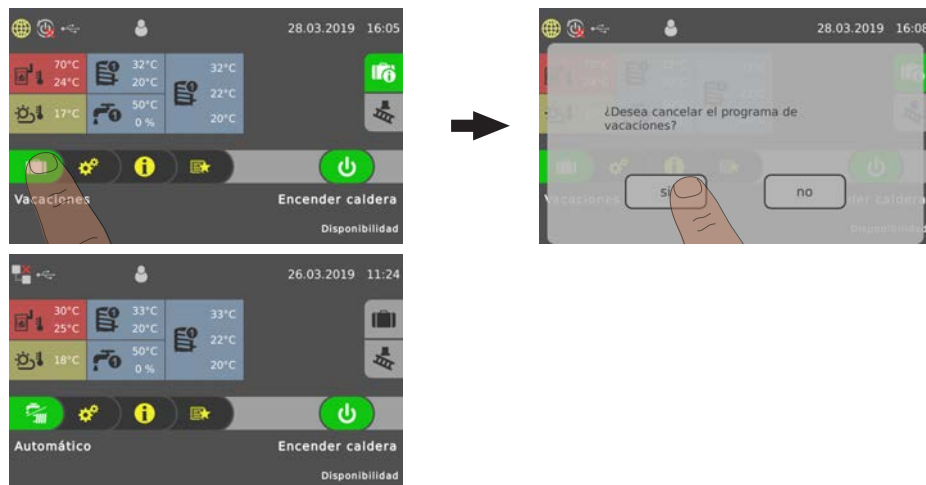 28.03.2019 16:05
70°C 32°C 32°C
24°C 20°C 22°C
17°C 50°C 20°C
0 %
Vacaciones Encender caldera
Disponibilidad
28.03.2019 16:08
¿Desea cancelar el programa de
vacaciones?
no
26.03.2019 11:24
30°C 33°C 33°C
25°C 20°C 22°C
18°C 50°C 20°C
0 %
Automático Encender caldera
Disponibilidad